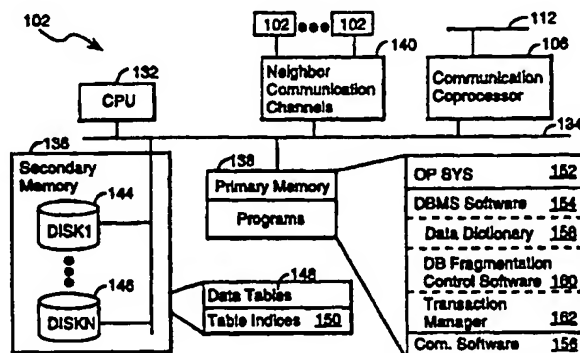 102
102 102
112
132
140
106
CPU
Neighbor
Communication
Channels
Communication
Coprocessor
134
136
Secondary
Memory
144
DISK1
146
DISKN
138
Primary Memory
Programs
148
Data Tables
Table Indices 150
OP SYS 152
DBMS Software 154
Data Dictionary 158
DB Fragmentation
Control Software 160
Transaction
Manager 162
Com. Software 156